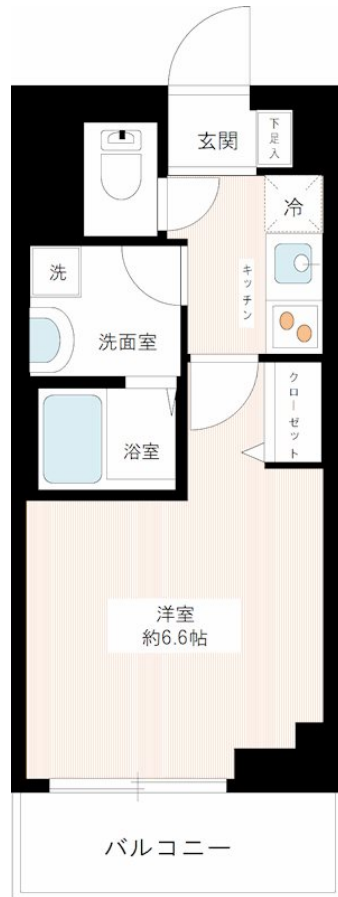 玄関
下足入
冷
キッチン
洗
洗面室
クローゼット
浴室
洋室
約6.6帖
バルコニー